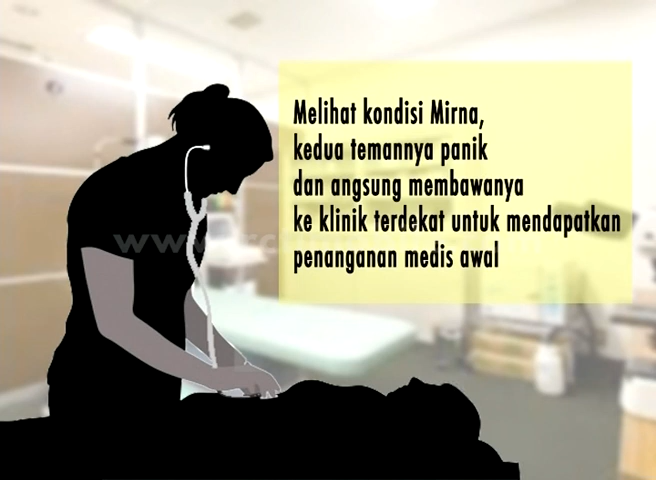 Melihat kondisi Mirna,
kedua temannya panik
dan angsung membawanya
ke klinik terdekat untuk mendapatkan
penanganan medis awal